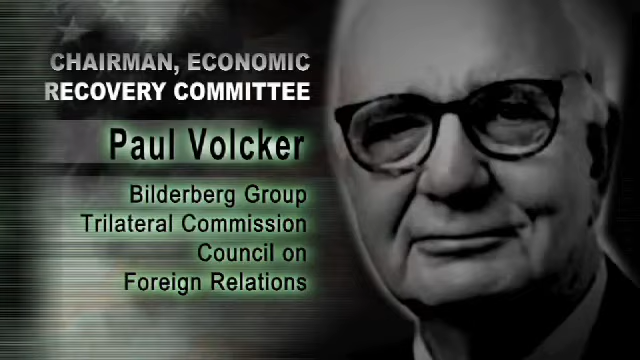 CHAIRMAN, ECONOMIC
RECOVERY COMMITTEE
Paul Volcker
Bilderberg Group
Trilateral Commission
Council on
Foreign Relations